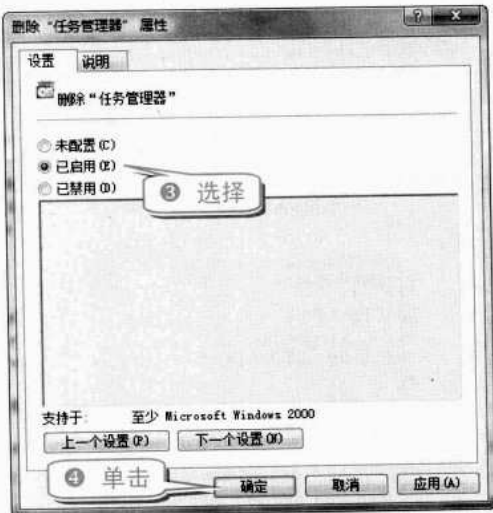 删除 “任务管理器” 属性
设置 说明
删除“任务管理器”
未配置(C)
已启用(E)
已禁用(D)
❸ 选择
支持于: 至少 Microsoft Windows 2000
上一个设置(P) 下一个设置(N)
❹ 单击
确定 取消 应用(A)